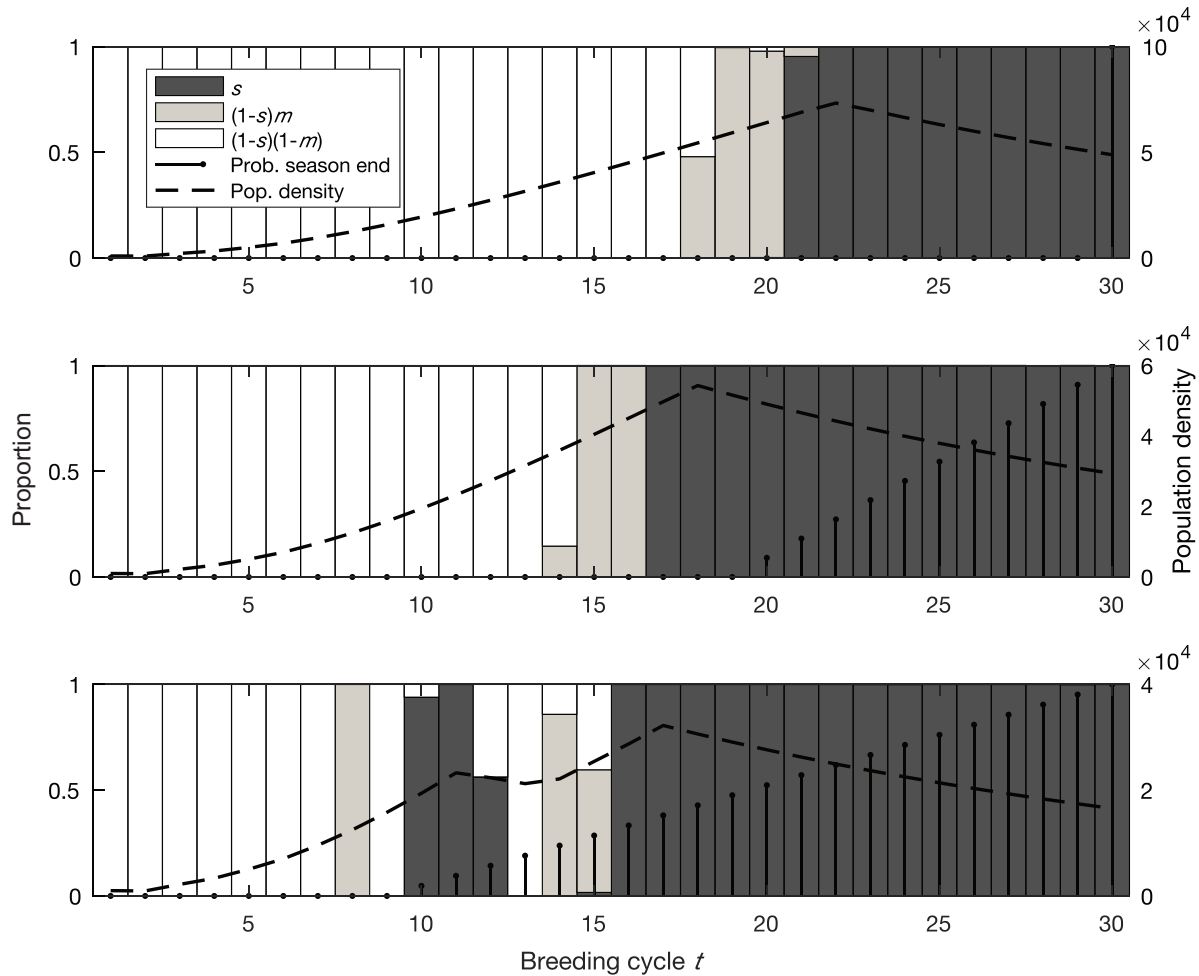 ×10⁴
1
0.5
0
s
(1-s)m
(1-s)(1-m)
Prob. season end
Pop. density
10
5
0
5 10 15 20 25 30
×10⁴
1
0.5
0
6
4
2
0
5 10 15 20 25 30
Proportion
Population density
×10⁴
1
0.5
0
4
2
0
5 10 15 20 25 30
Breeding cycle t